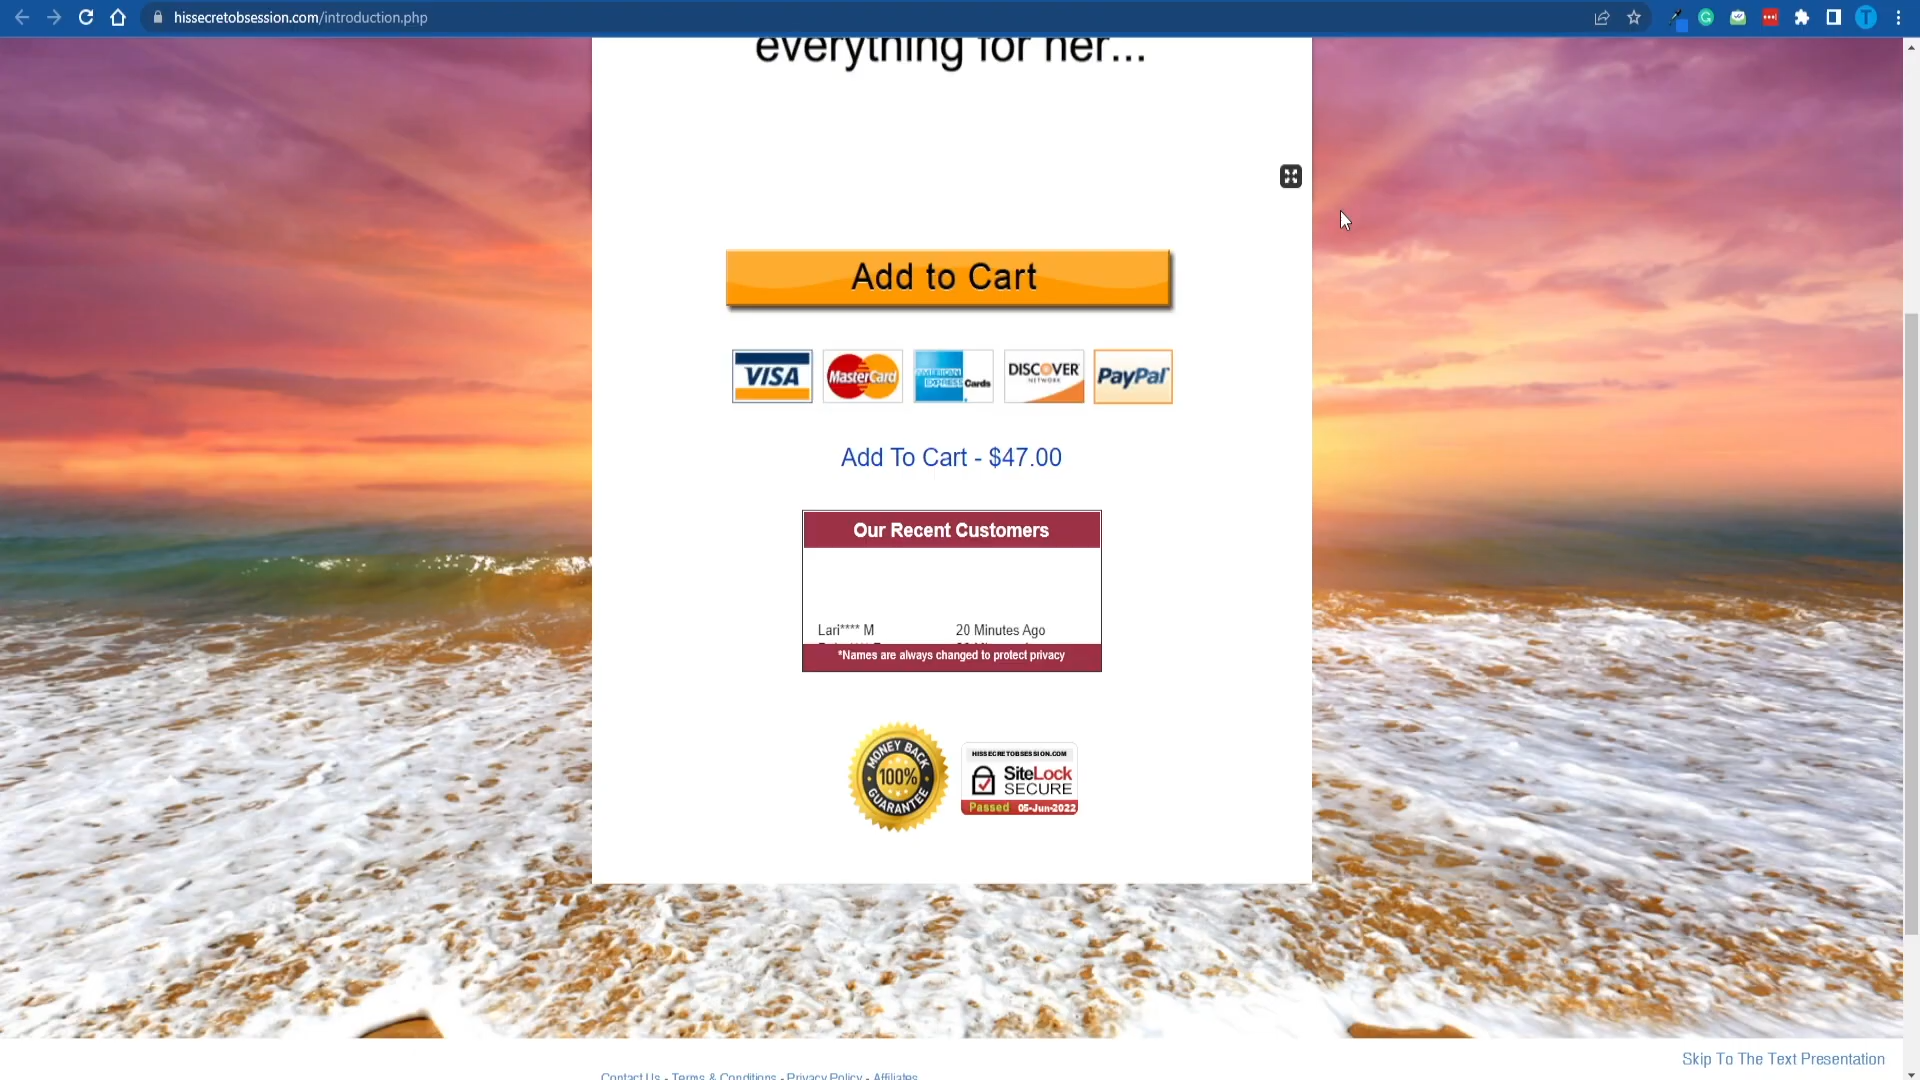 hissecretobsession.com/introduction.php
everything for her...
Add to Cart
VISA
MasterCard
AMERICAN EXPRESS Cards
DISCOVER
NETWORK
PayPal
Add To Cart - $47.00
Our Recent Customers
Lari**** M 20 Minutes Ago
*Names are always changed to protect privacy
MONEY BACK
100%
GUARANTEE
HISSECRETOBSESSION.COM
SiteLock
SECURE
Passed 05-Jun-2022
Skip To The Text Presentation
Contact Us - Terms & Conditions - Privacy Policy - Affiliates